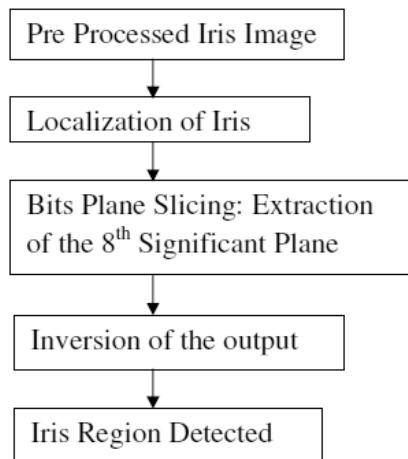 Pre Processed Iris Image
Localization of Iris
Bits Plane Slicing: Extraction
of the 8th Significant Plane
Inversion of the output
Iris Region Detected